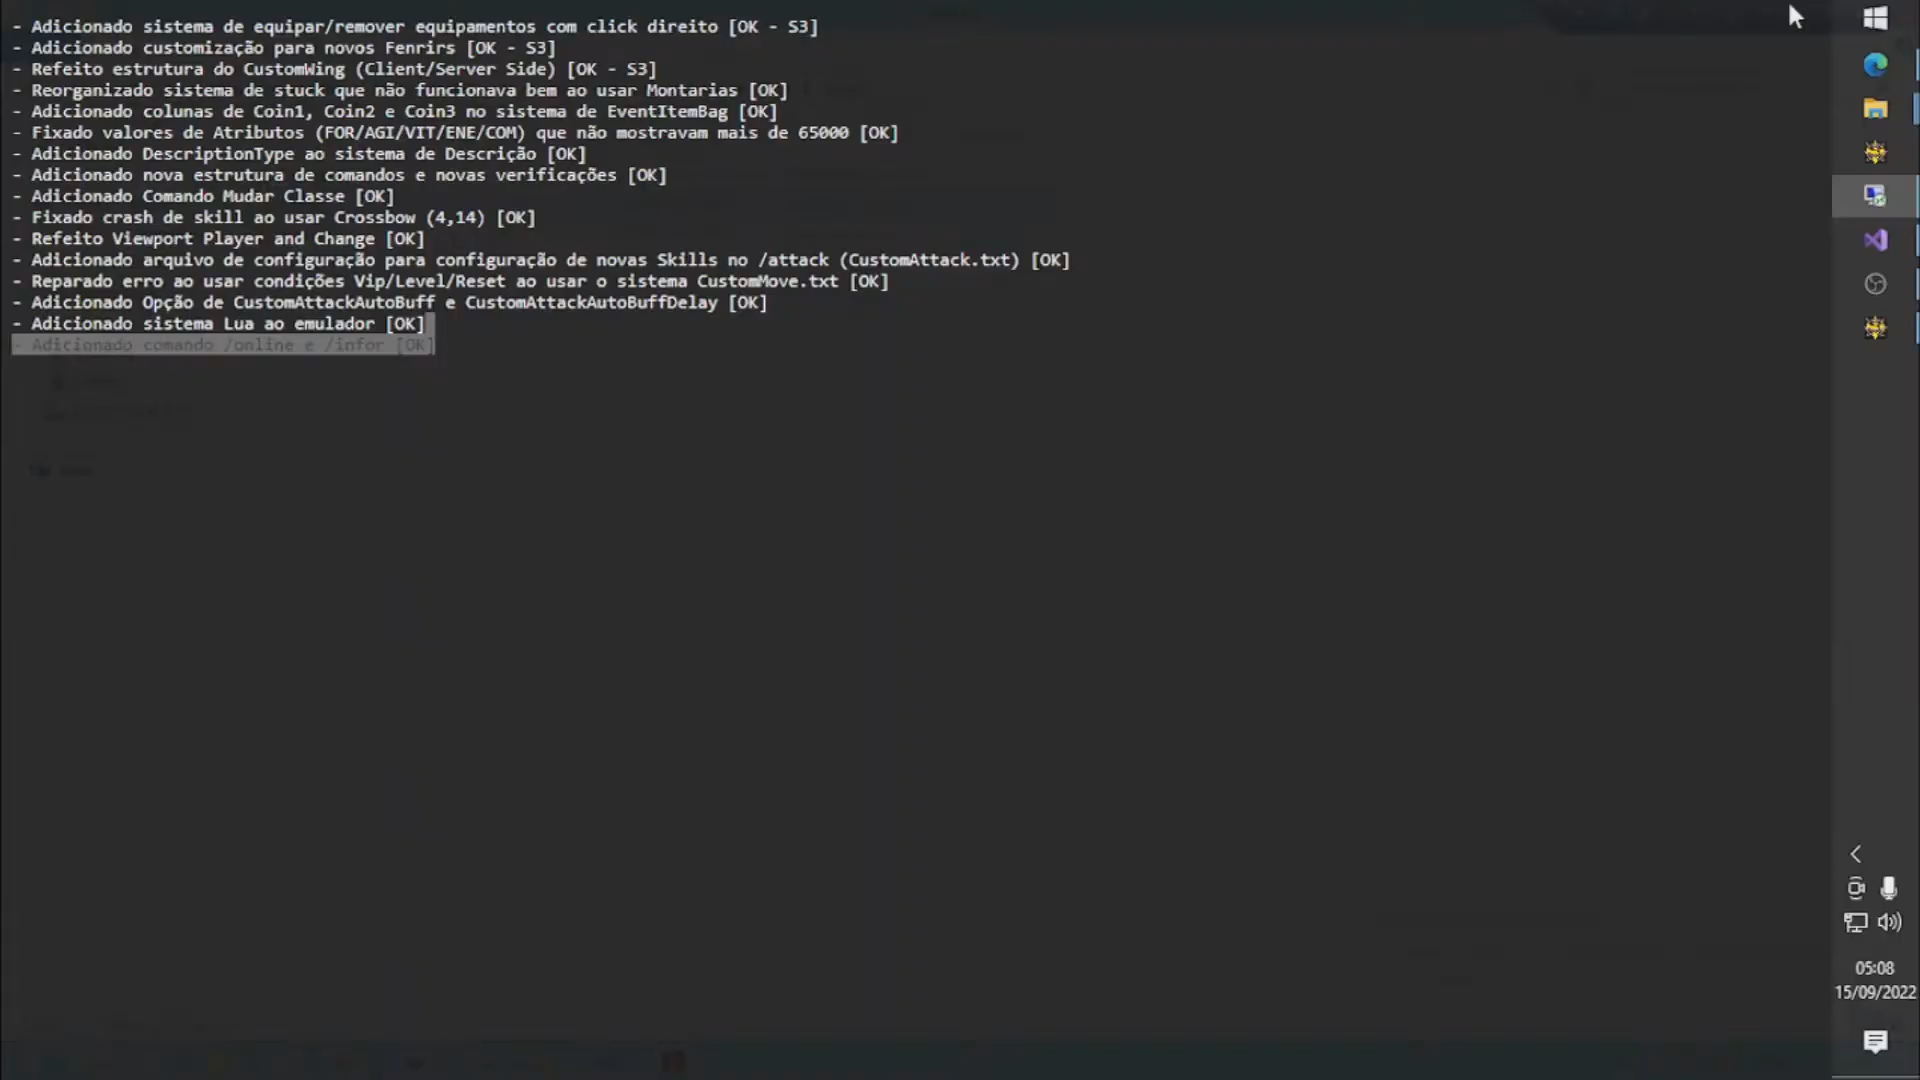 - Adicionado sistema de equipar/remover equipamentos com click direito [OK - S3]
- Adicionado customização para novos Fenrirs [OK - S3]
- Refeito estrutura do CustomWing (Client/Server Side) [OK - S3]
- Reorganizado sistema de stuck que não funcionava bem ao usar Montarias [OK]
- Adicionado colunas de Coin1, Coin2 e Coin3 no sistema de EventItemBag [OK]
- Fixado valores de Atributos (FOR/AGI/VIT/ENE/COM) que não mostravam mais de 65000 [OK]
- Adicionado DescriptionType ao sistema de Descrição [OK]
- Adicionado nova estrutura de comandos e novas verificações [OK]
- Adicionado Comando Mudar Classe [OK]
- Fixado crash de skill ao usar Crossbow (4,14) [OK]
- Refeito Viewport Player and Change [OK]
- Adicionado arquivo de configuração para configuração de novas Skills no /attack (CustomAttack.txt) [OK]
- Reparado erro ao usar condições Vip/Level/Reset ao usar o sistema CustomMove.txt [OK]
- Adicionado Opção de CustomAttackAutoBuff e CustomAttackAutoBuffDelay [OK]
- Adicionado sistema Lua ao emulador [OK]
- Adicionado comando /online e /infor [OK]
05:08
15/09/2022